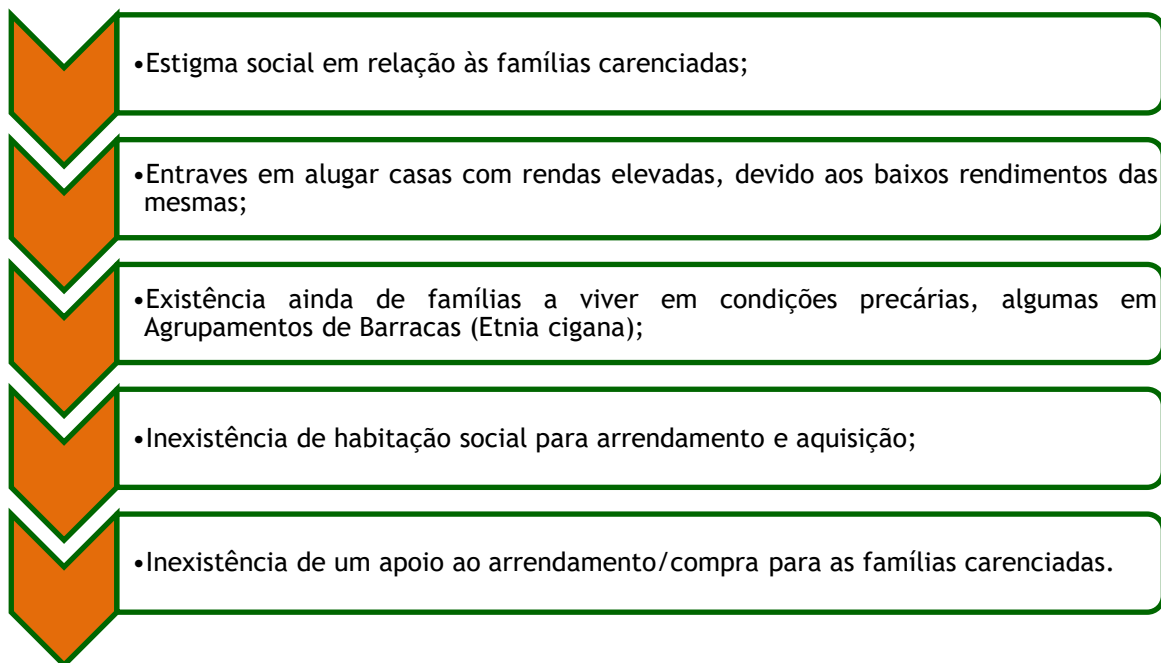 •Estigma social em relação às famílias carenciadas;
•Entraves em alugar casas com rendas elevadas, devido aos baixos rendimentos das
mesmas;
•Existência ainda de famílias a viver em condições precárias, algumas em
Agrupamentos de Barracas (Etnia cigana);
•Inexistência de habitação social para arrendamento e aquisição;
•Inexistência de um apoio ao arrendamento/compra para as famílias carenciadas.